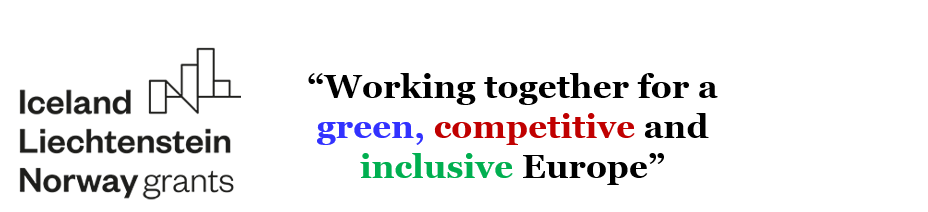 Iceland
Liechtenstein
Norway grants
“Working together for a
green, competitive and
inclusive Europe”